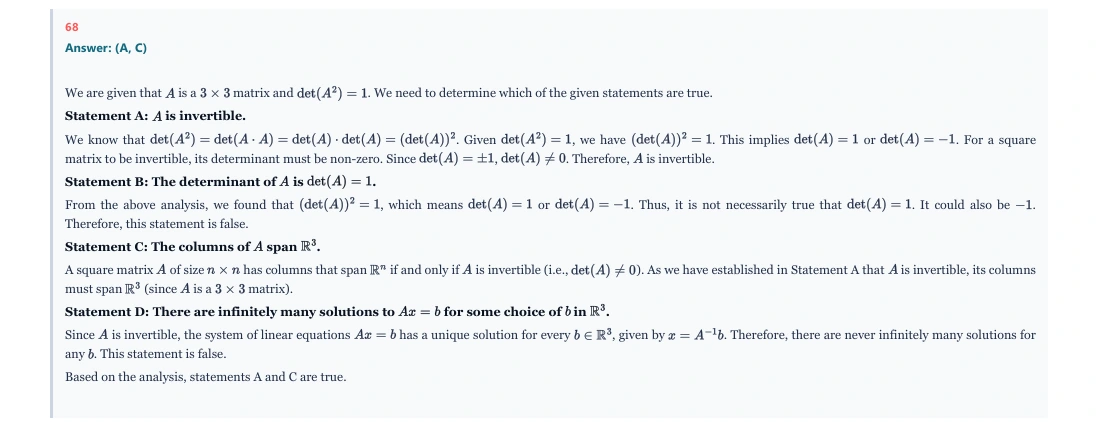 68
Answer: (A, C)
We are given that A is a 3 × 3 matrix and det(A²) = 1. We need to determine which of the given statements are true.
Statement A: A is invertible.
We know that det(A²) = det(A · A) = det(A) · det(A) = (det(A))². Given det(A²) = 1, we have (det(A))² = 1. This implies det(A) = 1 or det(A) = −1. For a square
matrix to be invertible, its determinant must be non-zero. Since det(A) = ±1, det(A) ≠ 0. Therefore, A is invertible.
Statement B: The determinant of A is det(A) = 1.
From the above analysis, we found that (det(A))² = 1, which means det(A) = 1 or det(A) = −1. Thus, it is not necessarily true that det(A) = 1. It could also be −1.
Therefore, this statement is false.
Statement C: The columns of A span ℝ³.
A square matrix A of size n × n has columns that span ℝⁿ if and only if A is invertible (i.e., det(A) ≠ 0). As we have established in Statement A that A is invertible, its columns
must span ℝ³ (since A is a 3 × 3 matrix).
Statement D: There are infinitely many solutions to Ax = b for some choice of b in ℝ³.
Since A is invertible, the system of linear equations Ax = b has a unique solution for every b ∈ ℝ³, given by x = A⁻¹b. Therefore, there are never infinitely many solutions for
any b. This statement is false.
Based on the analysis, statements A and C are true.